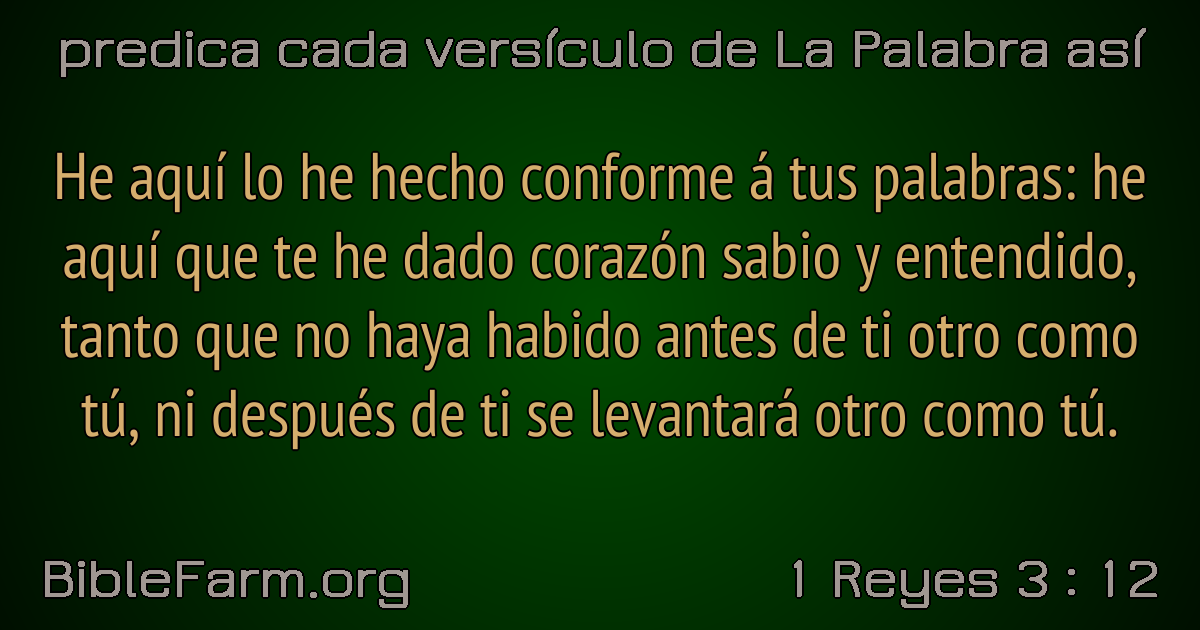 predica cada versículo de La Palabra así
He aquí lo he hecho conforme á tus palabras: he
aquí que te he dado corazón sabio y entendido,
tanto que no haya habido antes de ti otro como
tú, ni después de ti se levantará otro como tú.
BibleFarm.org
1 Reyes 3 : 12